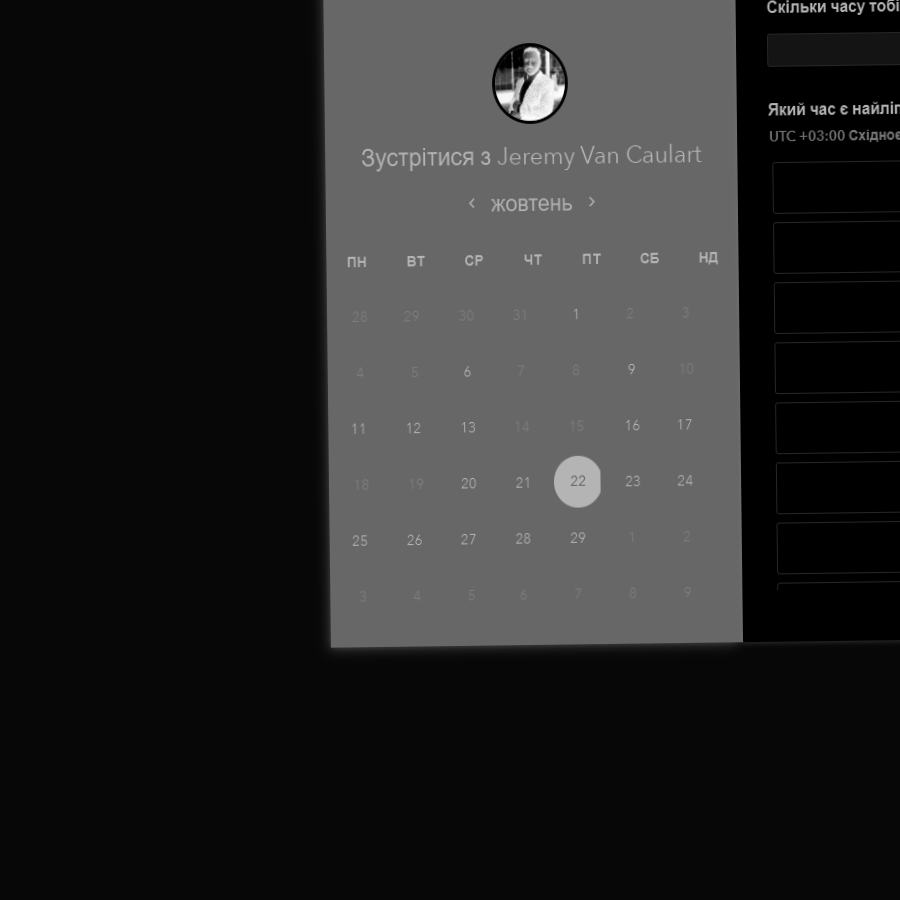 Скільки часу тобі
Зустрітися з Jeremy Van Caulart
‹ жовтень ›
ПН ВТ СР ЧТ ПТ СБ НД
28 29 30 31 1 2 3
4 5 6 7 8 9 10
11 12 13 14 15 16 17
18 19 20 21 22 23 24
25 26 27 28 29 1 2
3 4 5 6 7 8 9
Який час є
UTC +03:00